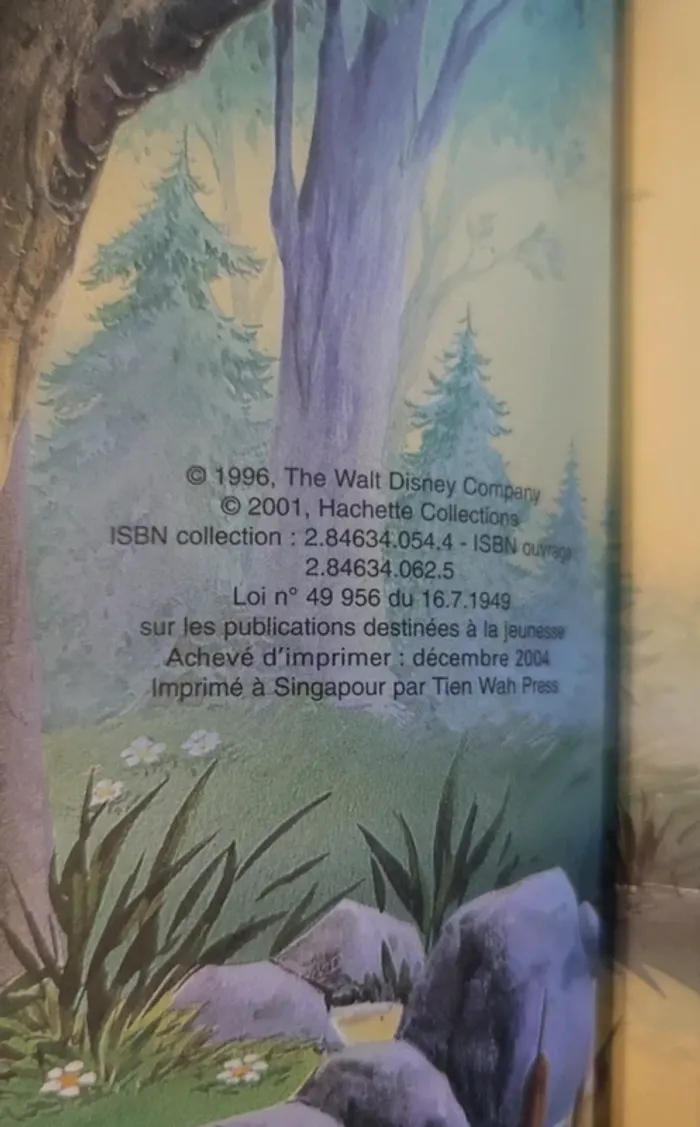 © 1996, The Walt Disney Company
© 2001, Hachette Collections
ISBN collection : 2.84634.054.4 - ISBN ouvrage
2.84634.062.5
Loi n° 49 956 du 16.7.1949
sur les publications destinées à la jeunesse
Achevé d'imprimer : décembre 2004
Imprimé à Singapour par Tien Wah Press